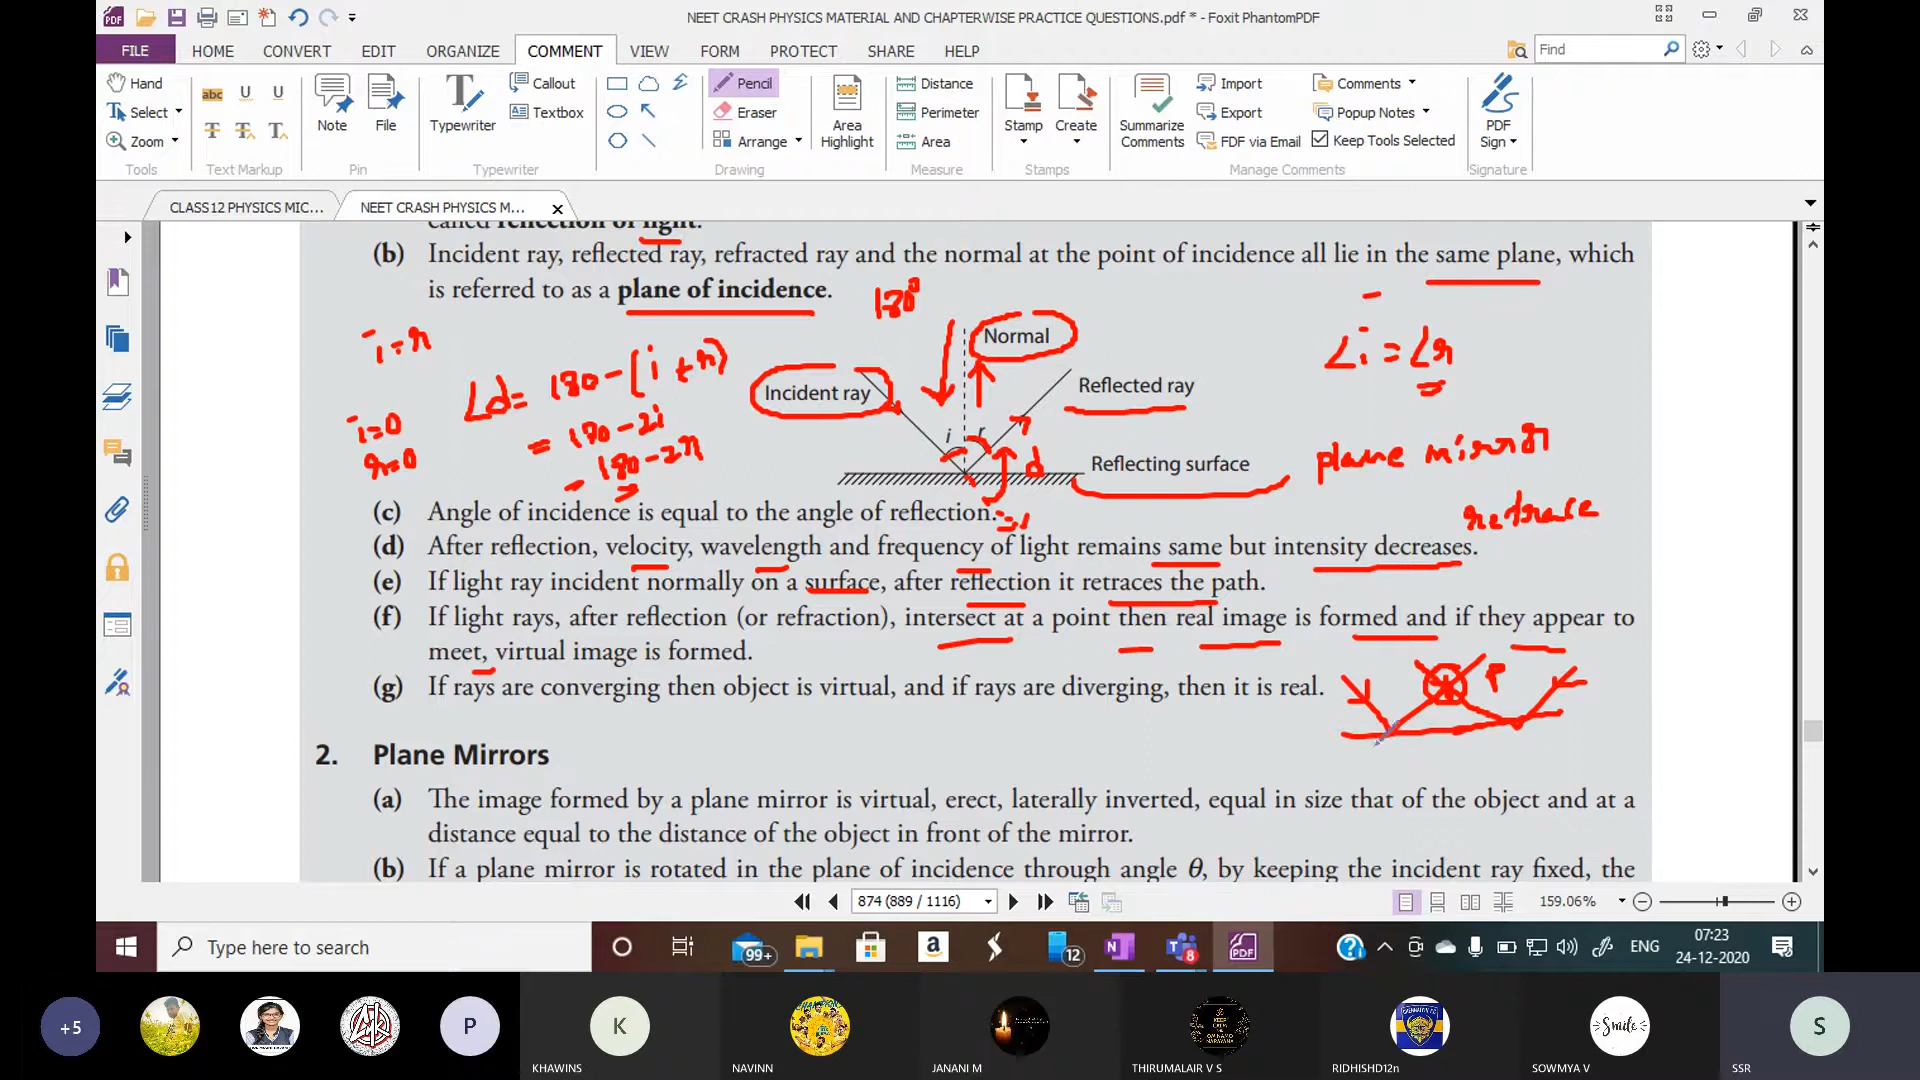 NEET CRASH PHYSICS MATERIAL AND CHAPTERWISE PRACTICE QUESTIONS.pdf * - Foxit PhantomPDF
FILE HOME CONVERT EDIT ORGANIZE COMMENT VIEW FORM PROTECT SHARE HELP Find
Hand Callout Pencil Distance Import Comments
Select Textbox Eraser Perimeter Export Popup Notes
Zoom Arrange Area FDF via Email Keep Tools Selected
Note File Typewriter Area Highlight Stamp Create Summarize Comments PDF Sign
Tools Text Markup Pin Typewriter Drawing Measure Stamps Manage Comments Signature
CLASS12 PHYSICS MIC... NEET CRASH PHYSICS M...
called reflection of light.
(b) Incident ray, reflected ray, refracted ray and the normal at the point of incidence all lie in the same plane, which
is referred to as a plane of incidence.
180°
i=r
∠d = 180-(i+r)
= 180-2i
= 180-2r
i=0
r=0
Normal
Incident ray
Reflected ray
i r
d
Reflecting surface
∠i = ∠r
plane mirror
retrace
(c) Angle of incidence is equal to the angle of reflection.
(d) After reflection, velocity, wavelength and frequency of light remains same but intensity decreases.
(e) If light ray incident normally on a surface, after reflection it retraces the path.
(f) If light rays, after reflection (or refraction), intersect at a point then real image is formed and if they appear to
meet, virtual image is formed.
(g) If rays are converging then object is virtual, and if rays are diverging, then it is real.
P
2. Plane Mirrors
(a) The image formed by a plane mirror is virtual, erect, laterally inverted, equal in size that of the object and at a
distance equal to the distance of the object in front of the mirror.
(b) If a plane mirror is rotated in the plane of incidence through angle θ, by keeping the incident ray fixed, the
874 (889 / 1116) 159.06%
Type here to search 99+ 12 8 ENG 07:23
24-12-2020
+5 P K Smile S
KHAWINS NAVINN JANANI M THIRUMALAIR V S RIDHISHD12n SOWMYA V SSR